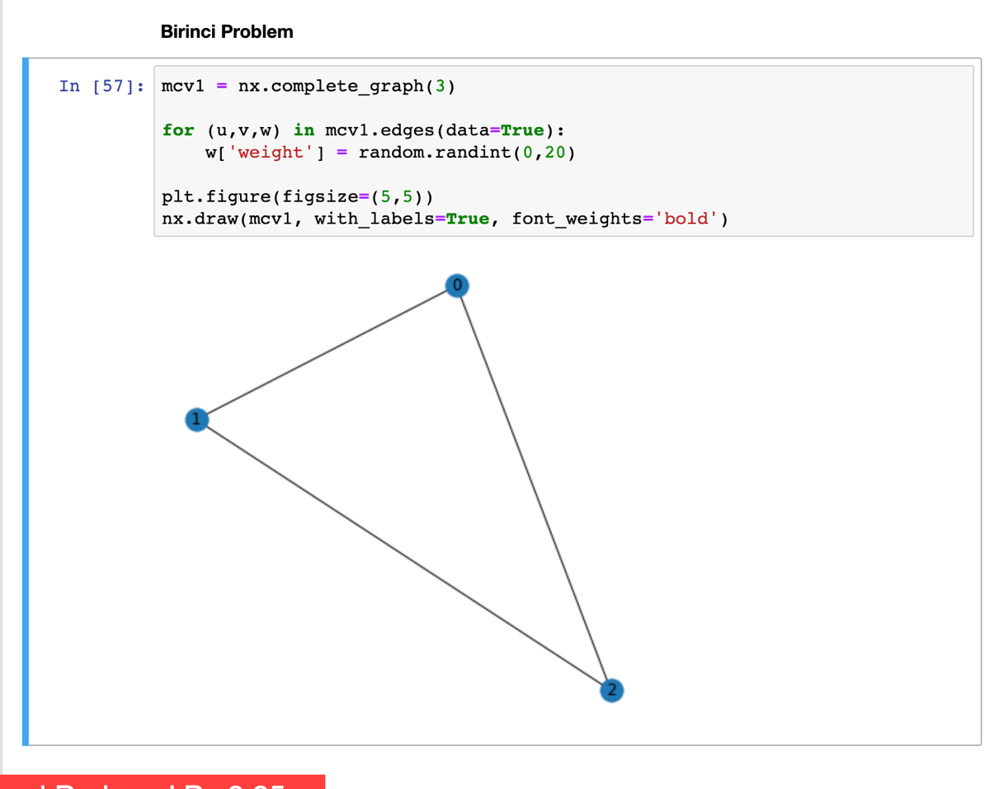 Birinci Problem
In [57]: mcv1 = nx.complete_graph(3)
for (u,v,w) in mcv1.edges(data=True):
w['weight'] = random.randint(0,20)
plt.figure(figsize=(5,5))
nx.draw(mcv1, with_labels=True, font_weights='bold')
0
1
2